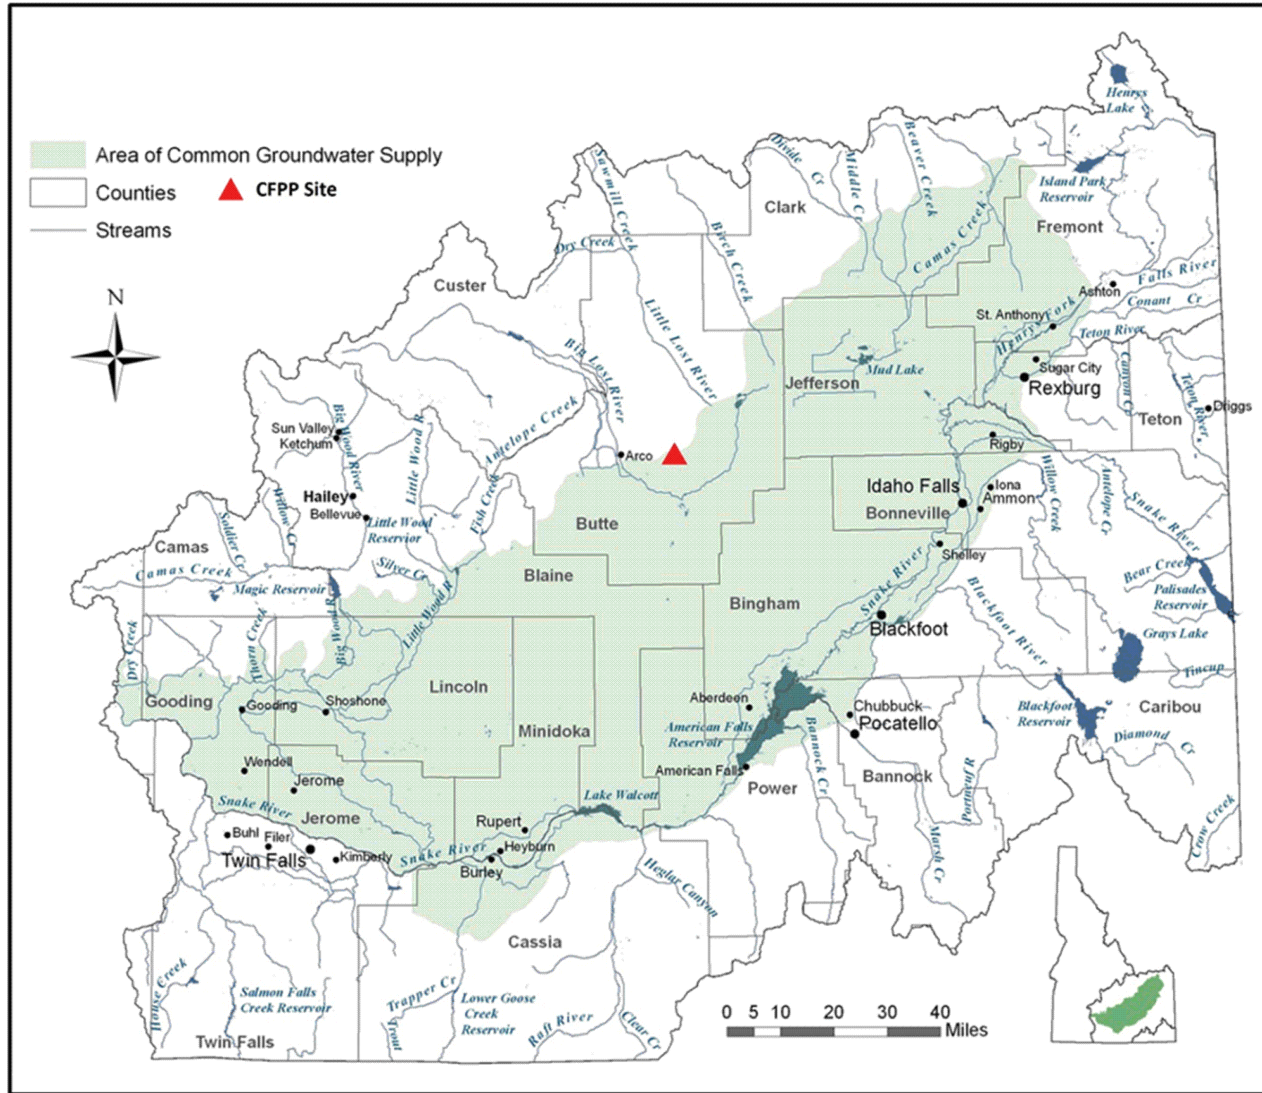 Area of Common Groundwater Supply
Counties
CFPP Site
Streams
N
Henrys
Lake
Island Park
Reservoir
Fremont
Clark
Divide Cr
Middle Cr
Beaver Creek
Camas Creek
Sawmill Creek
Dry Creek
Birch Creek
Custer
Little Lost River
Big Lost River
Falls River
Ashton
Conant Cr
St. Anthony
Henrys Fork
Teton River
Sugar City
Rexburg
Canyon Cr
Teton River
Driggs
Teton
Mud Lake
Jefferson
Sun Valley
Ketchum
Big Wood River
Little Wood R
Antelope Creek
Arco
Rigby
Hailey
Bellevue
Little Wood
Reservior
Fish Creek
Butte
Idaho Falls
Bonneville
Iona
Ammon
Willow Creek
Antelope Cr
Snake River
Camas
Soldier Cr
Willow Cr
Camas Creek
Magic Reservoir
Silver Cr
Blaine
Shelley
Snake River
Bingham
Blackfoot
Blackfoot River
Bear Creek
Palisades
Reservoir
Grays Lake
Tincup
Dry Creek
Thorn Creek
Big Wood R
Little Wood R
Gooding
Gooding
Shoshone
Lincoln
Minidoka
Aberdeen
American Falls
Reservoir
American Falls
Bannock Cr
Chubbuck
Pocatello
Blackfoot
Reservoir
Caribou
Diamond Cr
Wendell
Jerome
Snake River
Jerome
Lake Walcott
Power
Bannock
Portneuf R
Buhl
Filer
Twin Falls
Kimberly
Snake River
Rupert
Heyburn
Burley
Heglar Canyon
Marsh Cr
Crow Creek
Cassia
House Creek
Salmon Falls
Creek Reservoir
Trapper Cr
Trout
Lower Goose
Creek
Reservoir
Raft River
Clear Cr
Twin Falls
0 5 10 20 30 40
Miles